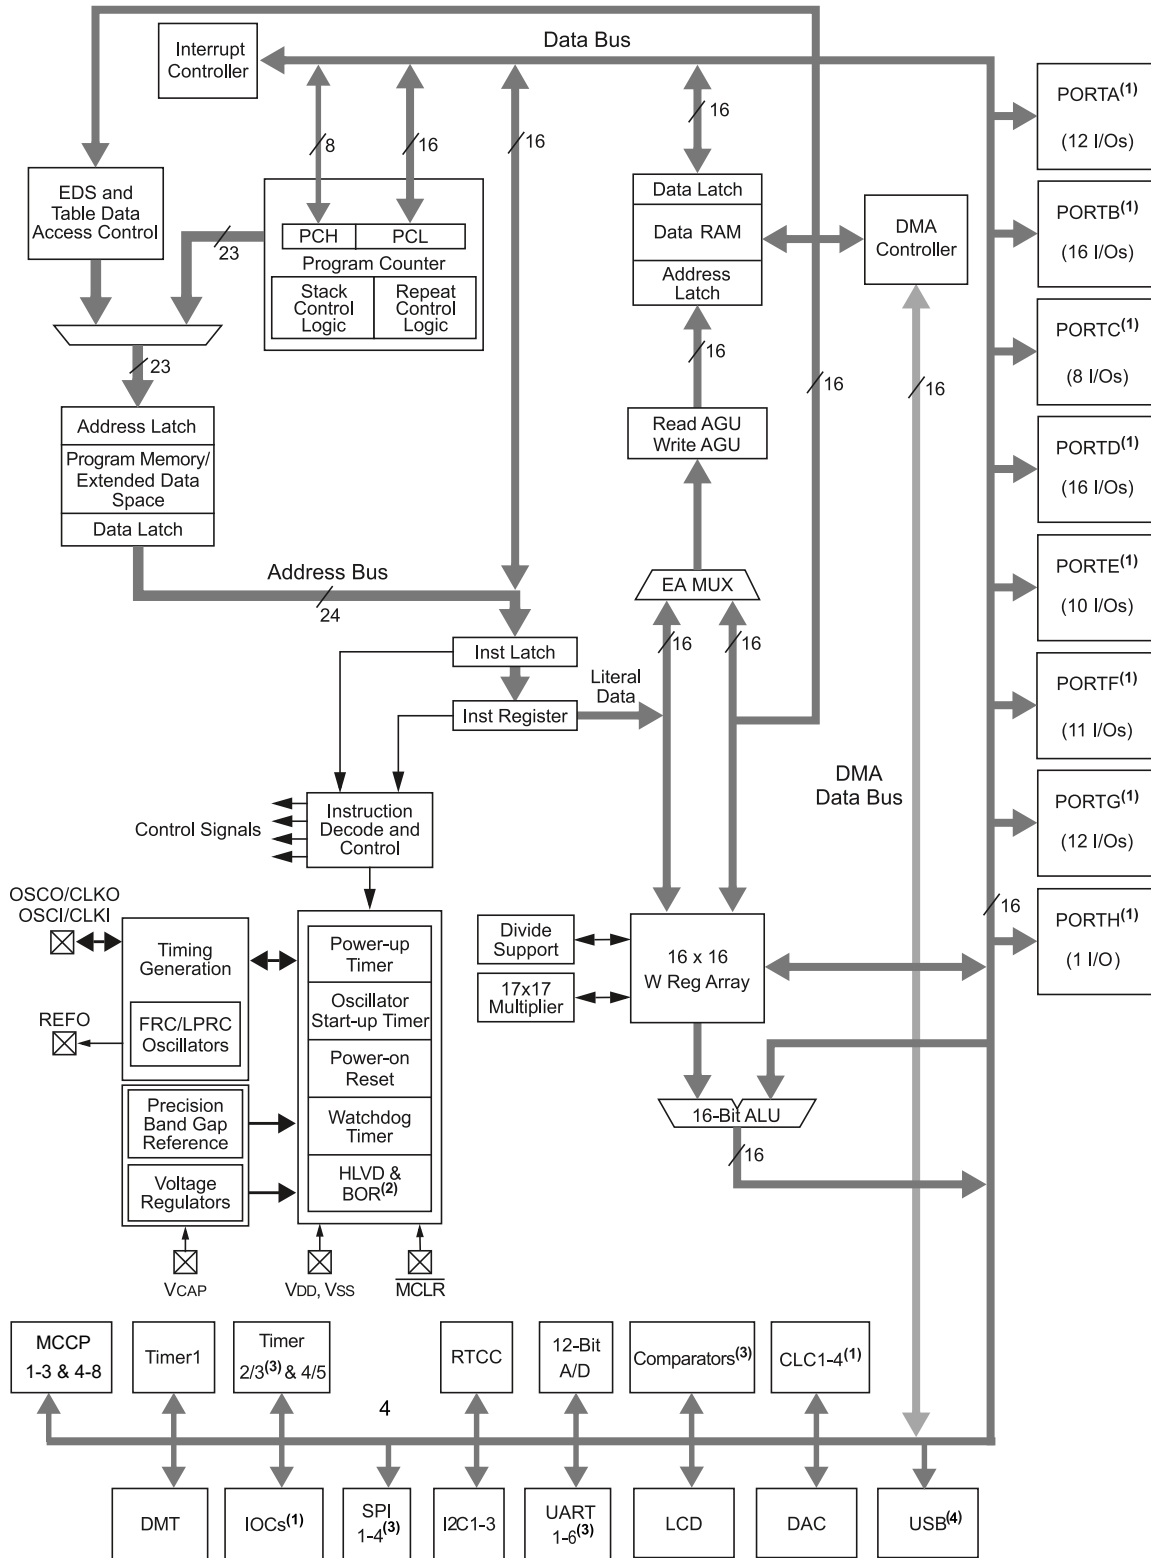 Data Bus
Interrupt
Controller
16
8
16
16
PORTA(1)
(12 I/Os)
EDS and
Table Data
Access Control
23
PCH
PCL
Program Counter
Stack
Control
Logic
Repeat
Control
Logic
Data Latch
Data RAM
Address
Latch
DMA
Controller
PORTB(1)
(16 I/Os)
23
16
16
16
PORTC(1)
(8 I/Os)
Address Latch
Program Memory/
Extended Data
Space
Data Latch
Read AGU
Write AGU
PORTD(1)
(16 I/Os)
Address Bus
24
EA MUX
16
16
PORTE(1)
(10 I/Os)
Inst Latch
Inst Register
Literal
Data
PORTF(1)
(11 I/Os)
DMA
Data Bus
Control Signals
Instruction
Decode and
Control
PORTG(1)
(12 I/Os)
16
PORTH(1)
(1 I/O)
OSCO/CLKO
OSCI/CLKI
Timing
Generation
REFO
FRC/LPRC
Oscillators
Precision
Band Gap
Reference
Voltage
Regulators
Power-up
Timer
Oscillator
Start-up Timer
Power-on
Reset
Watchdog
Timer
HLVD &
BOR(2)
Divide
Support
17x17
Multiplier
16 x 16
W Reg Array
16-Bit ALU
16
VCAP
VDD, VSS
MCLR
MCCP
1-3 & 4-8
Timer1
Timer
2/3(3) & 4/5
RTCC
12-Bit
A/D
Comparators(3)
CLC1-4(1)
4
DMT
IOCs(1)
SPI
1-4(3)
I2C1-3
UART
1-6(3)
LCD
DAC
USB(4)